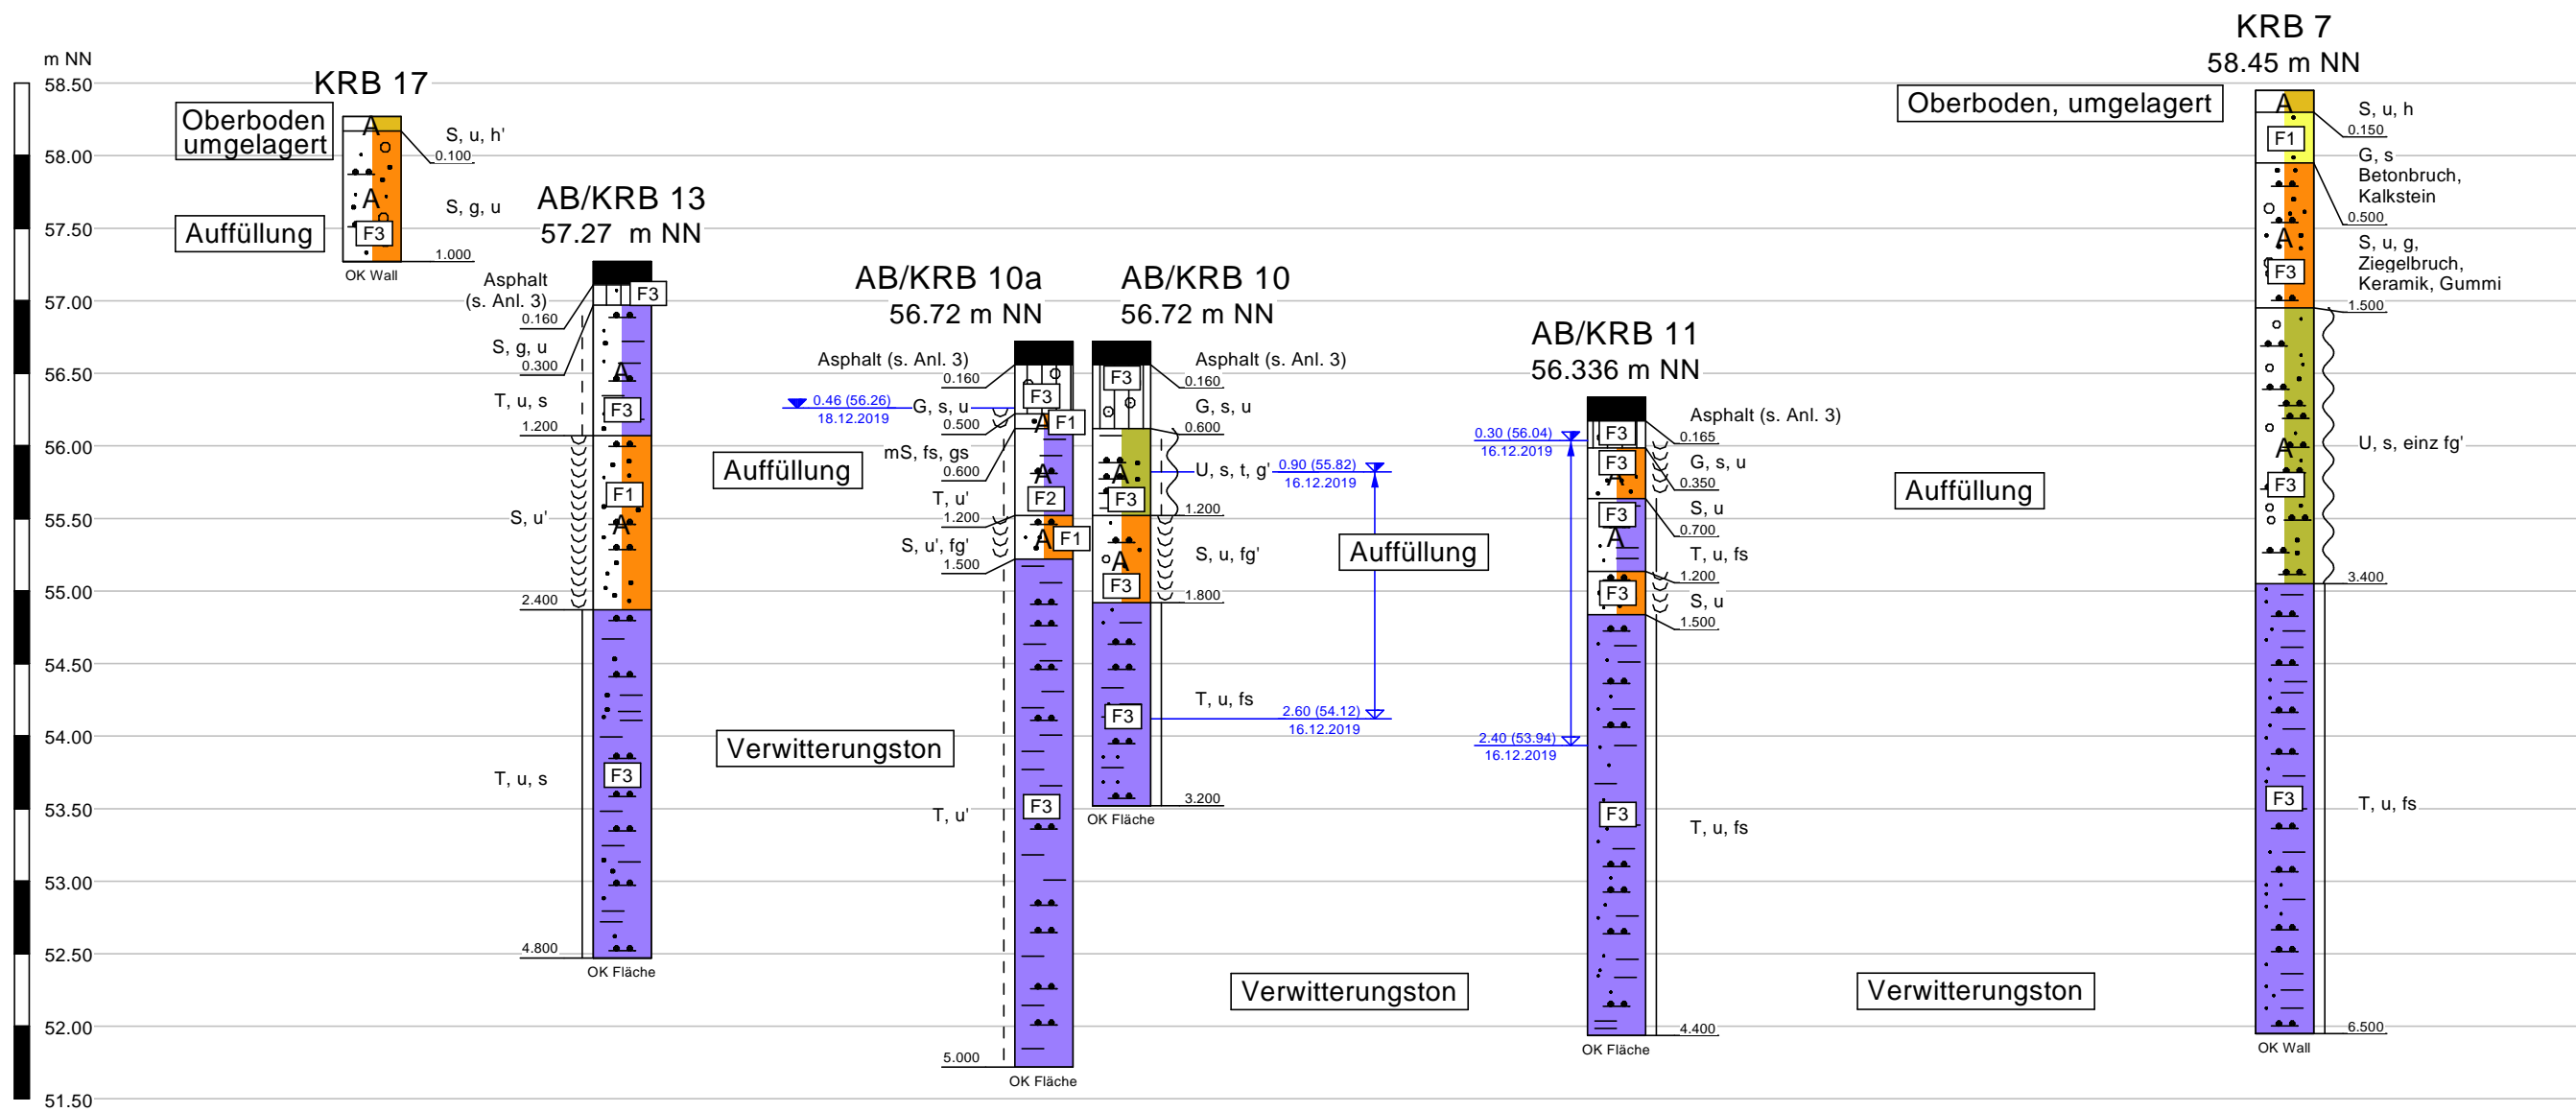 m NN
58.50
58.00
57.50
57.00
56.50
56.00
55.50
55.00
54.50
54.00
53.50
53.00
52.50
52.00
51.50
KRB 17
Oberboden
umgelagert
Auffüllung
A
S, u, h'
0.100
A
S, g, u
F3
1.000
OK Wall
AB/KRB 13
57.27 m NN
Asphalt
(s. Anl. 3)
0.160
F3
S, g, u
0.300
A
T, u, s
F3
1.200
F1
S, u'
A
2.400
T, u, s
F3
4.800
OK Fläche
Auffüllung
Verwitterungston
AB/KRB 10a
56.72 m NN
Asphalt (s. Anl. 3)
0.160
F3
0.46 (56.26)
18.12.2019
G, s, u
0.500
A
F1
mS, fs, gs
0.600
A
T, u'
F2
1.200
S, u', fg'
A
F1
1.500
T, u'
F3
5.000
OK Fläche
AB/KRB 10
56.72 m NN
Asphalt (s. Anl. 3)
0.160
F3
G, s, u
0.600
A
U, s, t, g'
0.90 (55.82)
16.12.2019
F3
1.200
S, u, fg'
A
F3
1.800
T, u, fs
F3
2.60 (54.12)
16.12.2019
3.200
OK Fläche
Auffüllung
Verwitterungston
AB/KRB 11
56.336 m NN
Asphalt (s. Anl. 3)
0.165
F3
0.30 (56.04)
16.12.2019
G, s, u
0.350
F3
A
S, u
0.700
F3
A
T, u, fs
1.200
F3
S, u
1.500
2.40 (53.94)
16.12.2019
F3
T, u, fs
4.400
OK Fläche
Oberboden, umgelagert
Auffüllung
Verwitterungston
KRB 7
58.45 m NN
A
S, u, h
0.150
F1
G, s
Betonbruch,
Kalkstein
0.500
A
S, u, g,
Ziegelbruch,
Keramik, Gummi
F3
1.500
A
U, s, einz fg'
F3
3.400
F3
T, u, fs
6.500
OK Wall